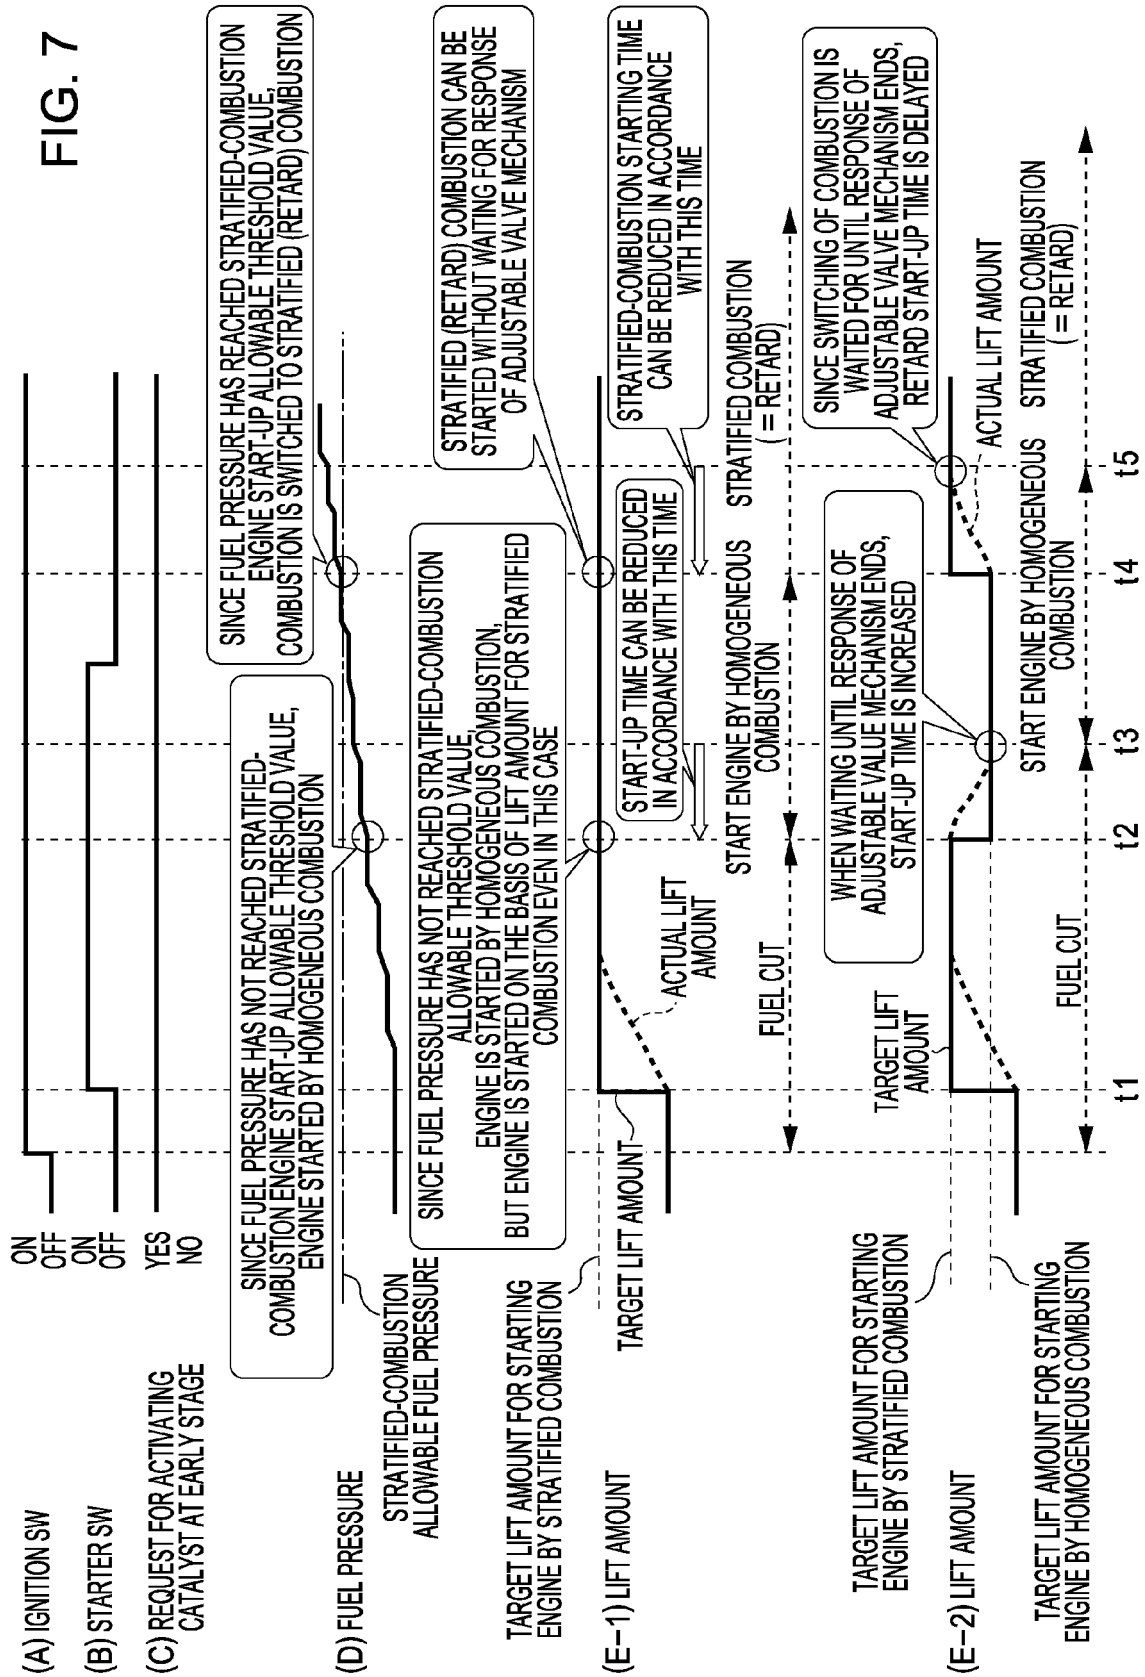 FIG. 7
(A) IGNITION SW
ON
OFF
(B) STARTER SW
ON
OFF
(C) REQUEST FOR ACTIVATING
CATALYST AT EARLY STAGE
YES
NO
SINCE FUEL PRESSURE HAS REACHED STRATIFIED-COMBUSTION
ENGINE START-UP ALLOWABLE THRESHOLD VALUE,
COMBUSTION IS SWITCHED TO STRATIFIED (RETARD) COMBUSTION
SINCE FUEL PRESSURE HAS NOT REACHED STRATIFIED-
COMBUSTION ENGINE START-UP ALLOWABLE THRESHOLD VALUE,
ENGINE STARTED BY HOMOGENEOUS COMBUSTION
(D) FUEL PRESSURE
STRATIFIED-COMBUSTION
ALLOWABLE FUEL PRESSURE
SINCE FUEL PRESSURE HAS NOT REACHED STRATIFIED-COMBUSTION
ALLOWABLE THRESHOLD VALUE,
ENGINE IS STARTED BY HOMOGENEOUS COMBUSTION,
BUT ENGINE IS STARTED ON THE BASIS OF LIFT AMOUNT FOR STRATIFIED
COMBUSTION EVEN IN THIS CASE
STRATIFIED (RETARD) COMBUSTION CAN BE
STARTED WITHOUT WAITING FOR RESPONSE
OF ADJUSTABLE VALVE MECHANISM
TARGET LIFT AMOUNT FOR STARTING
ENGINE BY STRATIFIED COMBUSTION
(E-1) LIFT AMOUNT
TARGET LIFT AMOUNT
ACTUAL LIFT
AMOUNT
START-UP TIME CAN BE REDUCED
IN ACCORDANCE WITH THIS TIME
STRATIFIED-COMBUSTION STARTING TIME
CAN BE REDUCED IN ACCORDANCE
WITH THIS TIME
FUEL CUT
START ENGINE BY HOMOGENEOUS
COMBUSTION
STRATIFIED COMBUSTION
(= RETARD)
WHEN WAITING UNTIL RESPONSE OF
ADJUSTABLE VALUE MECHANISM ENDS,
START-UP TIME IS INCREASED
SINCE SWITCHING OF COMBUSTION IS
WAITED FOR UNTIL RESPONSE OF
ADJUSTABLE VALVE MECHANISM ENDS,
RETARD START-UP TIME IS DELAYED
TARGET LIFT AMOUNT FOR STARTING
ENGINE BY STRATIFIED COMBUSTION
TARGET LIFT
AMOUNT
(E-2) LIFT AMOUNT
ACTUAL LIFT AMOUNT
TARGET LIFT AMOUNT FOR STARTING
ENGINE BY HOMOGENEOUS COMBUSTION
FUEL CUT
START ENGINE BY HOMOGENEOUS
COMBUSTION
STRATIFIED COMBUSTION
(= RETARD)
t1
t2
t3
t4
t5